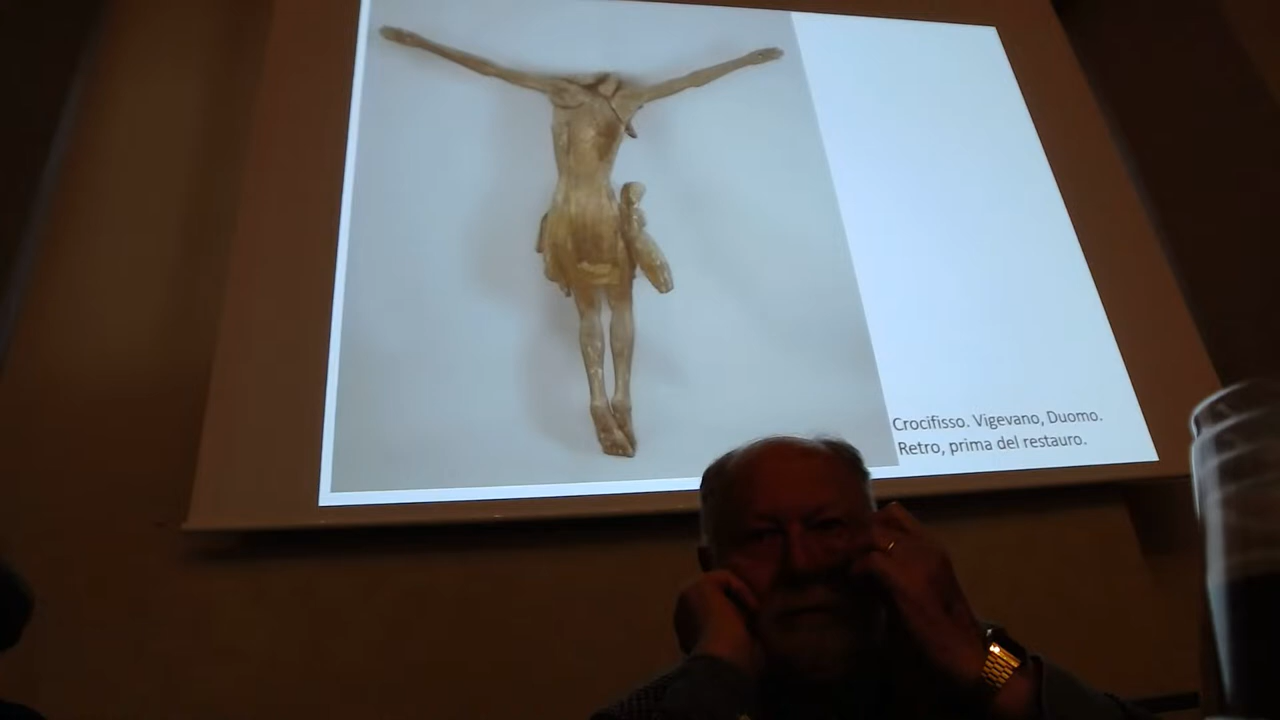 Crocifisso. Vigevano, Duomo.
Retro, prima del restauro.